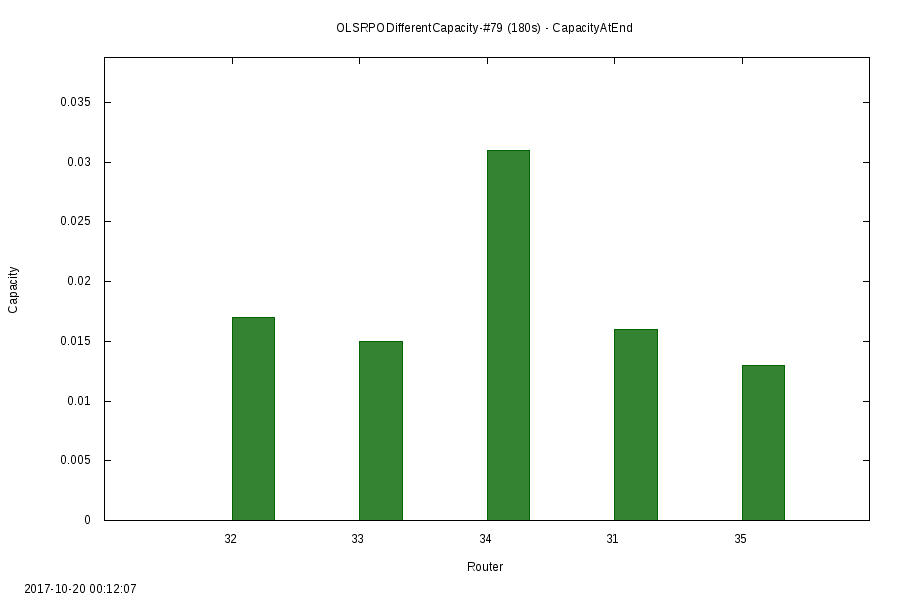 OLSRPODifferentCapacity-#79 (180s) - CapacityAtEnd
0.035
0.03
0.025
0.02
0.015
0.01
0.005
0
Capacity
32 33 34 31 35
Router
2017-10-20 00:12:07